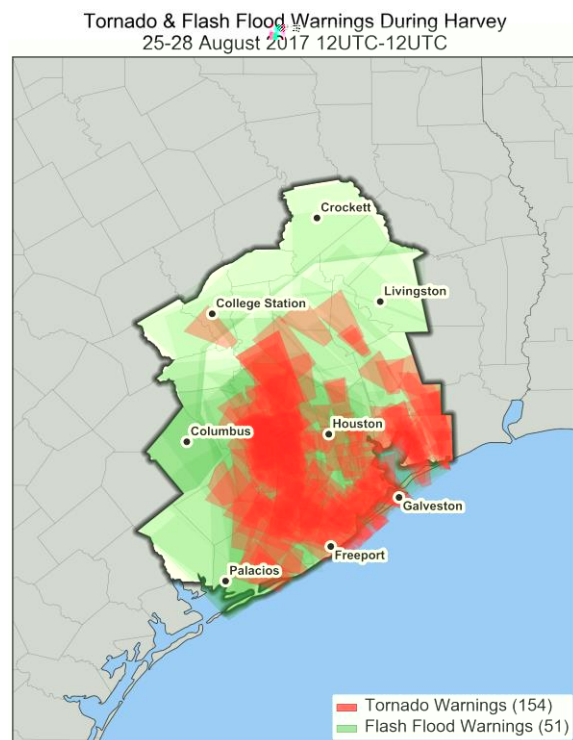 Tornado & Flash Flood Warnings During Harvey
25-28 August 2017 12UTC-12UTC
Crockett
Livingston
College Station
Houston
Columbus
Galveston
Freeport
Palacios
Tornado Warnings (154)
Flash Flood Warnings (51)